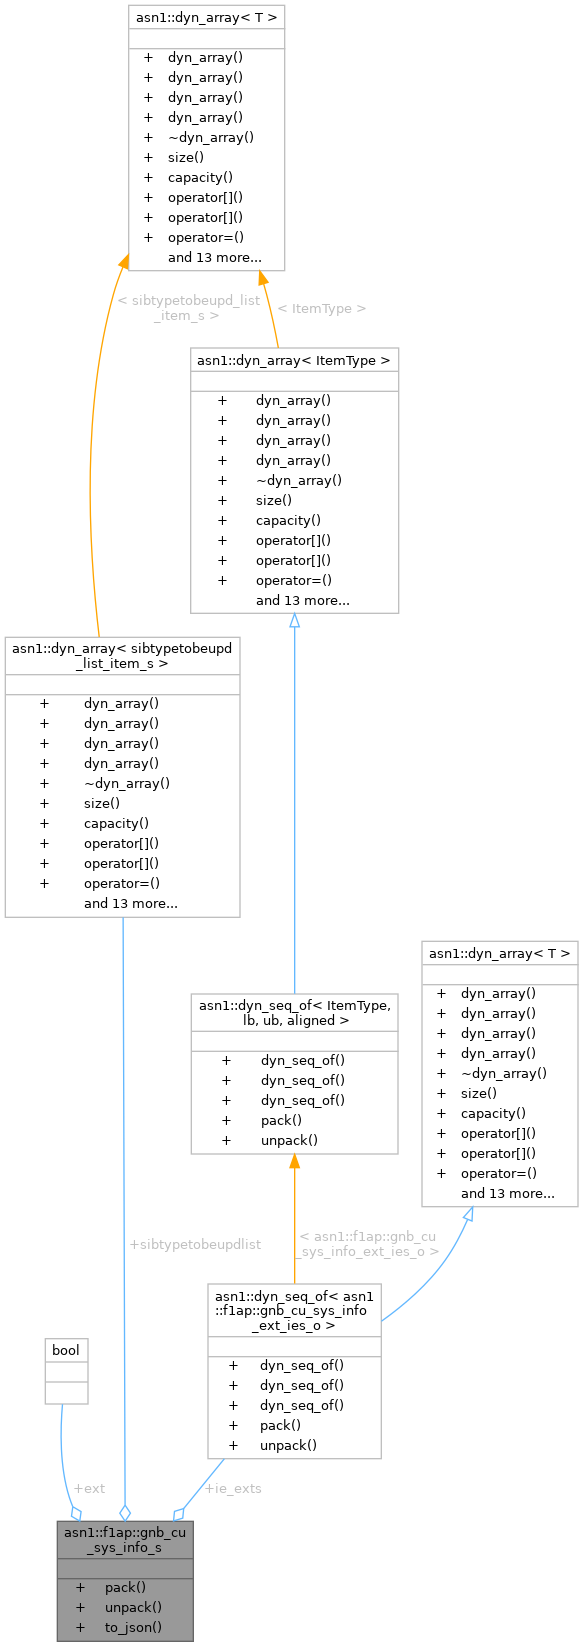 asn1::dyn_array< T >
+ dyn_array()
+ dyn_array()
+ dyn_array()
+ dyn_array()
+ ~dyn_array()
+ size()
+ capacity()
+ operator[]()
+ operator[]()
+ operator=()
and 13 more...
< sibtypetobeupd_list
_item_s >
< ItemType >
asn1::dyn_array< ItemType >
+ dyn_array()
+ dyn_array()
+ dyn_array()
+ dyn_array()
+ ~dyn_array()
+ size()
+ capacity()
+ operator[]()
+ operator[]()
+ operator=()
and 13 more...
asn1::dyn_array< sibtypetobeupd
_list_item_s >
+ dyn_array()
+ dyn_array()
+ dyn_array()
+ dyn_array()
+ ~dyn_array()
+ size()
+ capacity()
+ operator[]()
+ operator[]()
+ operator=()
and 13 more...
asn1::dyn_seq_of< ItemType,
lb, ub, aligned >
+ dyn_seq_of()
+ dyn_seq_of()
+ dyn_seq_of()
+ pack()
+ unpack()
asn1::dyn_array< T >
+ dyn_array()
+ dyn_array()
+ dyn_array()
+ dyn_array()
+ ~dyn_array()
+ size()
+ capacity()
+ operator[]()
+ operator[]()
+ operator=()
and 13 more...
+sibtypetobeupdlist
< asn1::f1ap::gnb_cu
_sys_info_ext_ies_o >
asn1::dyn_seq_of< asn1
::f1ap::gnb_cu_sys_info
_ext_ies_o >
+ dyn_seq_of()
+ dyn_seq_of()
+ dyn_seq_of()
+ pack()
+ unpack()
bool
+ext
+ie_exts
asn1::f1ap::gnb_cu
_sys_info_s
+ pack()
+ unpack()
+ to_json()